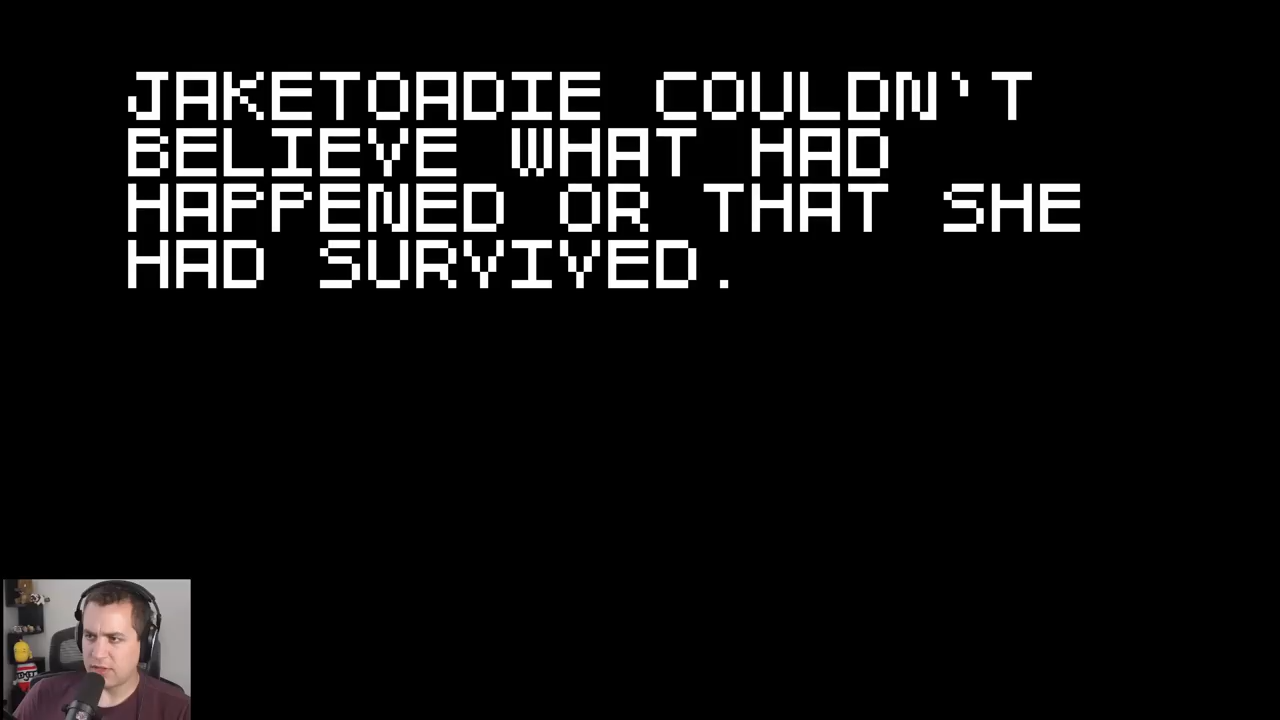 JAKETOADIE COULDN'T
BELIEVE WHAT HAD
HAPPENED OR THAT SHE
HAD SURVIVED.